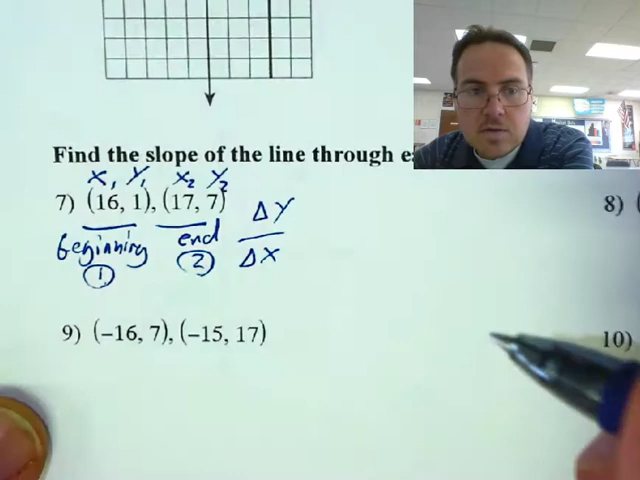 Find the slope of the line through
X₁ Y₁ X₂ Y₂
7) (16, 1), (17, 7) ΔY
8) (
beginning end ΔX
1 2
9) (−16, 7), (−15, 17)
10)